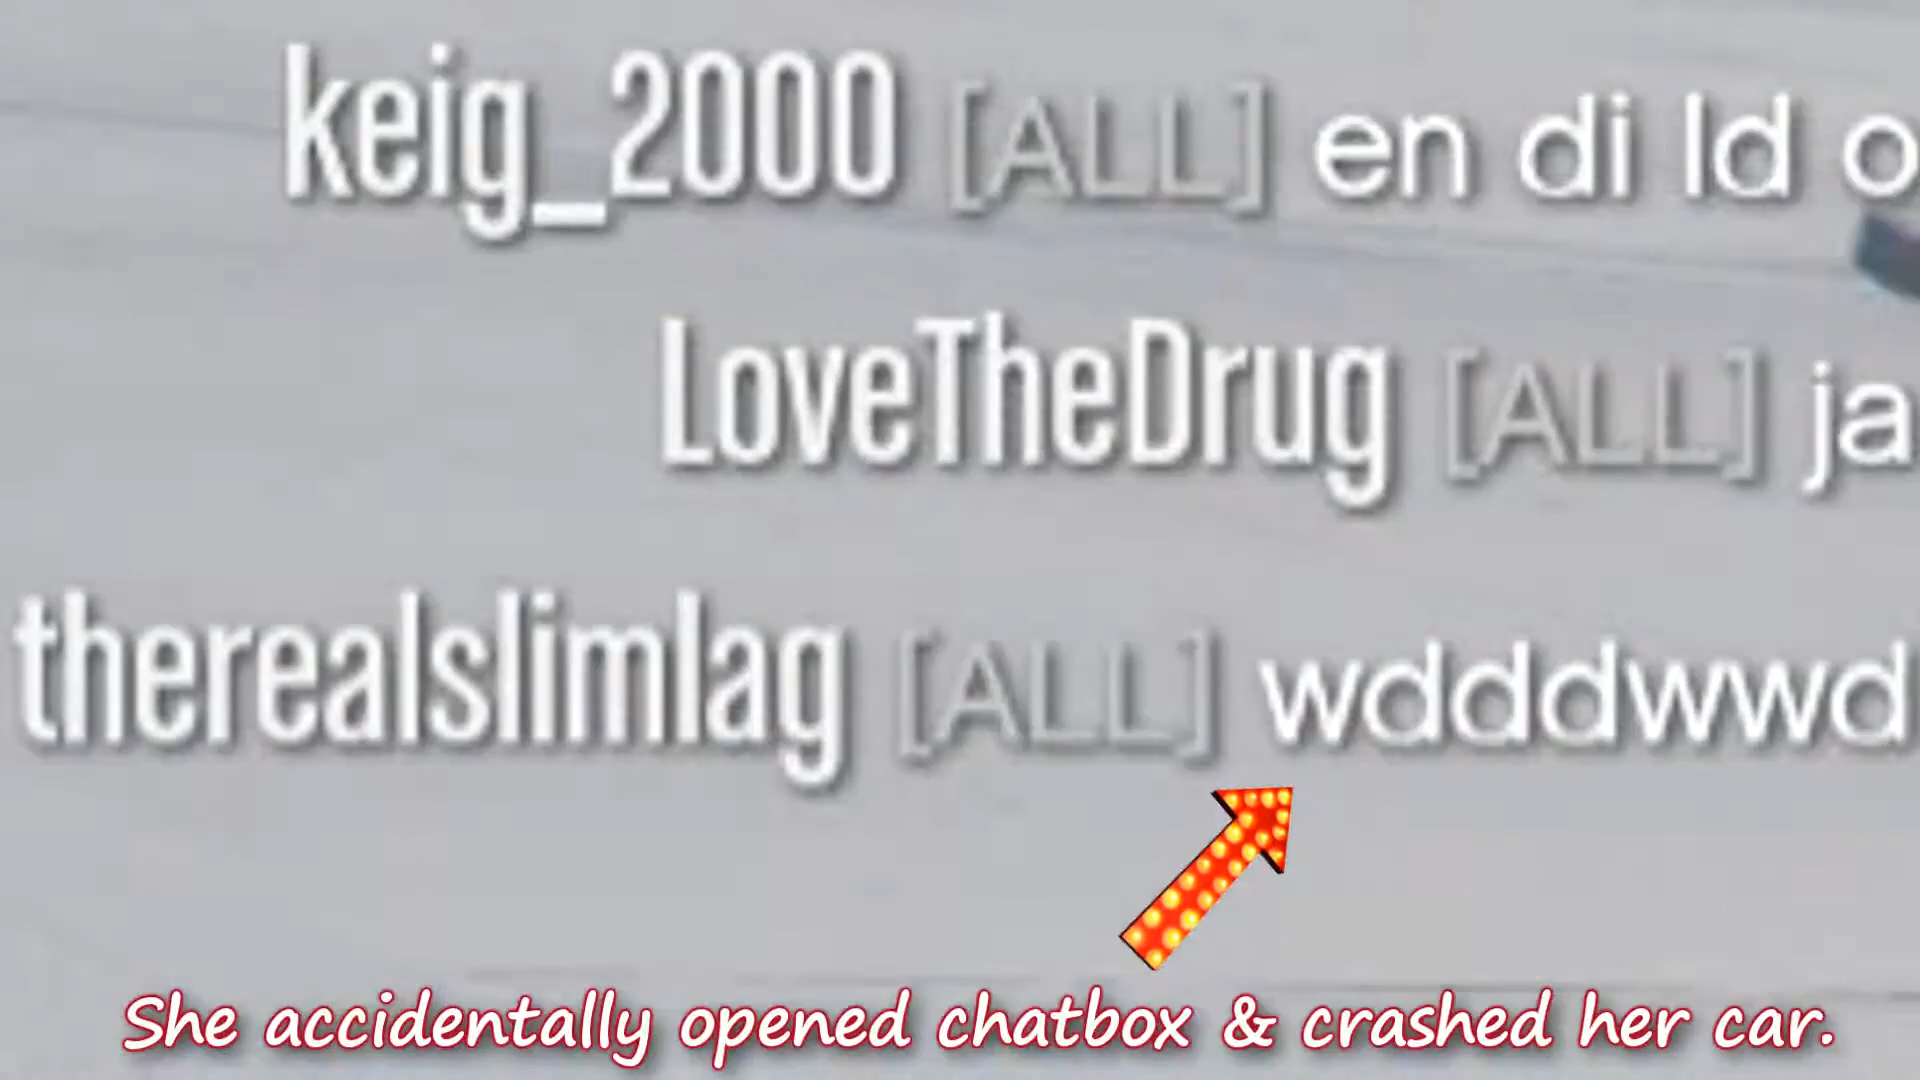 keig_2000 [ALL] en di ld o
LoveTheDrug [ALL] ja
therealslimlag [ALL] wdddwwd
She accidentally opened chatbox & crashed her car.